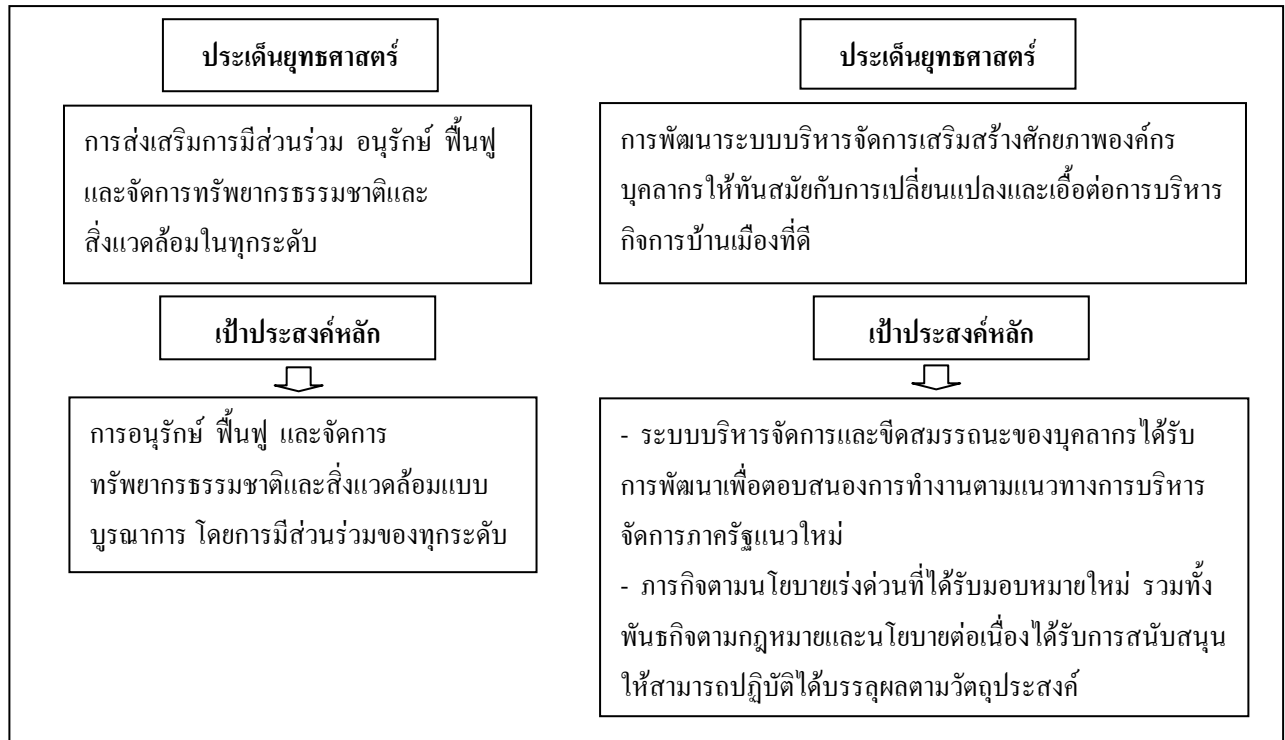 ประเด็นยุทธศาสตร์
การส่งเสริมการมีส่วนร่วม อนุรักษ์ ฟื้นฟู
และจัดการทรัพยากรธรรมชาติและ
สิ่งแวดล้อมในทุกระดับ
เป้าประสงค์หลัก
การอนุรักษ์ ฟื้นฟู และจัดการ
ทรัพยากรธรรมชาติและสิ่งแวดล้อมแบบ
บูรณาการ โดยการมีส่วนร่วมของทุกระดับ
ประเด็นยุทธศาสตร์
การพัฒนาระบบบริหารจัดการเสริมสร้างศักยภาพองค์กร
บุคลากรให้ทันสมัยกับการเปลี่ยนแปลงและเอื้อต่อการบริหาร
กิจการบ้านเมืองที่ดี
เป้าประสงค์หลัก
- ระบบบริหารจัดการและขีดสมรรถนะของบุคลากรได้รับ
การพัฒนาเพื่อตอบสนองการทำงานตามแนวทางการบริหาร
จัดการภาครัฐแนวใหม่
- ภารกิจตามนโยบายเร่งด่วนที่ได้รับมอบหมายใหม่ รวมทั้ง
พันธกิจตามกฎหมายและนโยบายต่อเนื่องได้รับการสนับสนุน
ให้สามารถปฏิบัติได้บรรลุผลตามวัตถุประสงค์